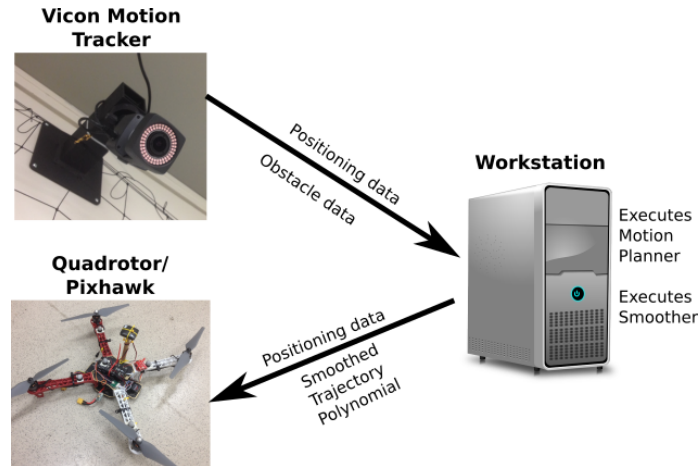 Vicon Motion
Tracker
Positioning data
Obstacle data
Workstation
Executes
Motion
Planner
Executes
Smoother
Quadrotor/
Pixhawk
Positioning data
Smoothed
Trajectory
Polynomial